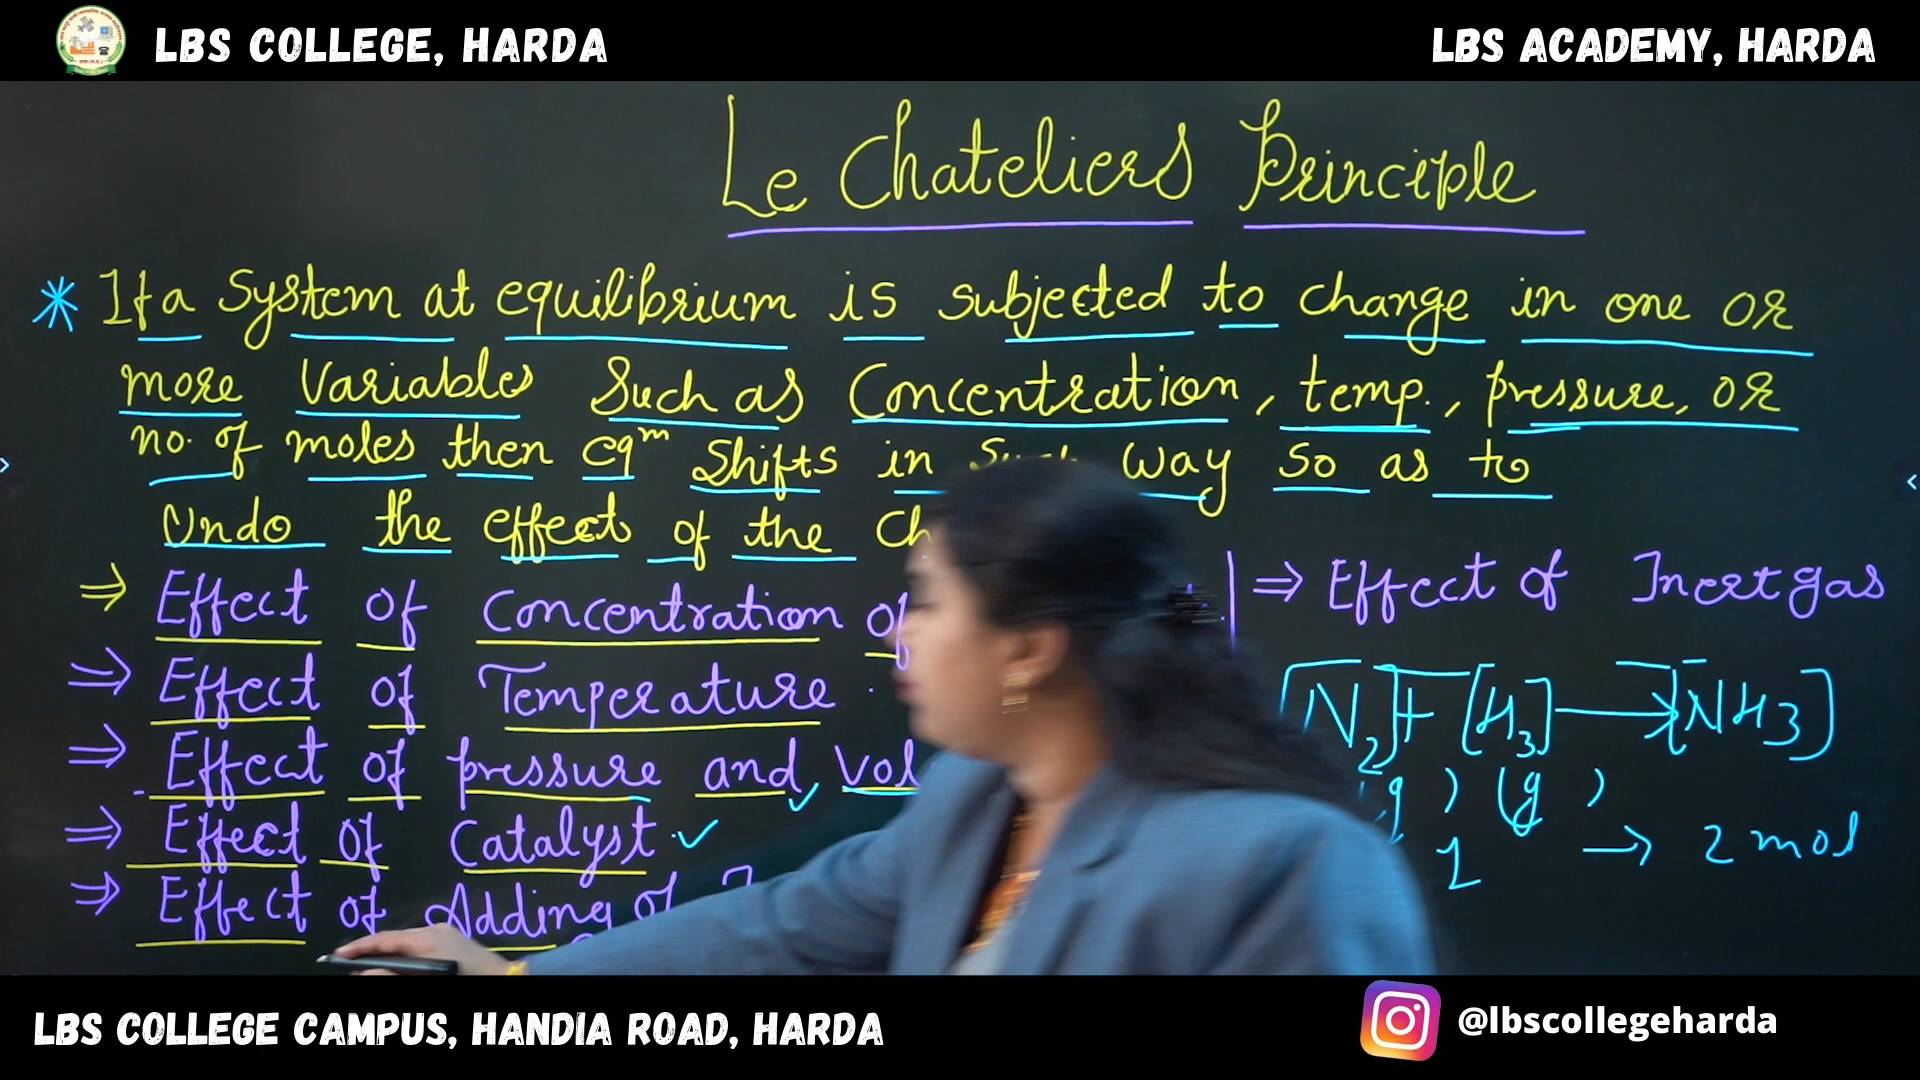 LBS COLLEGE, HARDA
LBS ACADEMY, HARDA
Le Chateliers Principle
If a System at equilibrium is subjected to change in one or
more Variables Such as Concentration, temp., pressure, or
no. of moles then eqm Shifts in Such way so as to
Undo the effect of the
⇒ Effect of Concentration of
⇒ Effect of Temperature
⇒ Effect of pressure and
⇒ Effect of Catalyst ✓
⇒ Effect of Adding of
⇒ Effect of Inert gas
[N2] + [H3] → [NH3]
g) (g)
1 → 2 mol
LBS COLLEGE CAMPUS, HANDIA ROAD, HARDA
@lbscollegeharda